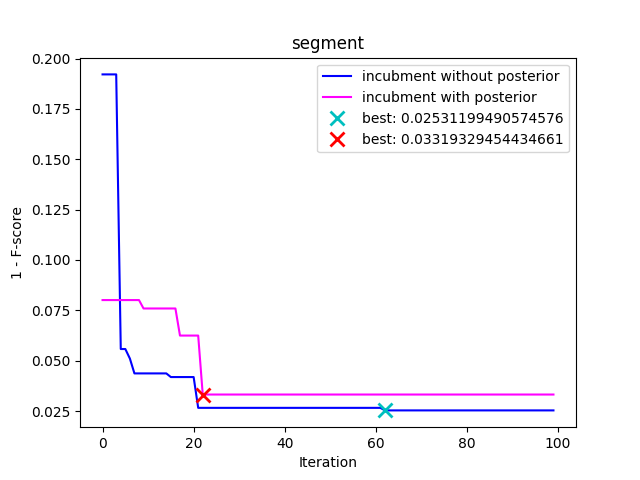 segment
1 - F-score
0.200
0.175
0.150
0.125
0.100
0.075
0.050
0.025
incubment without posterior
incubment with posterior
best: 0.02531199490574576
best: 0.03319329454434661
0 20 40 60 80 100
Iteration